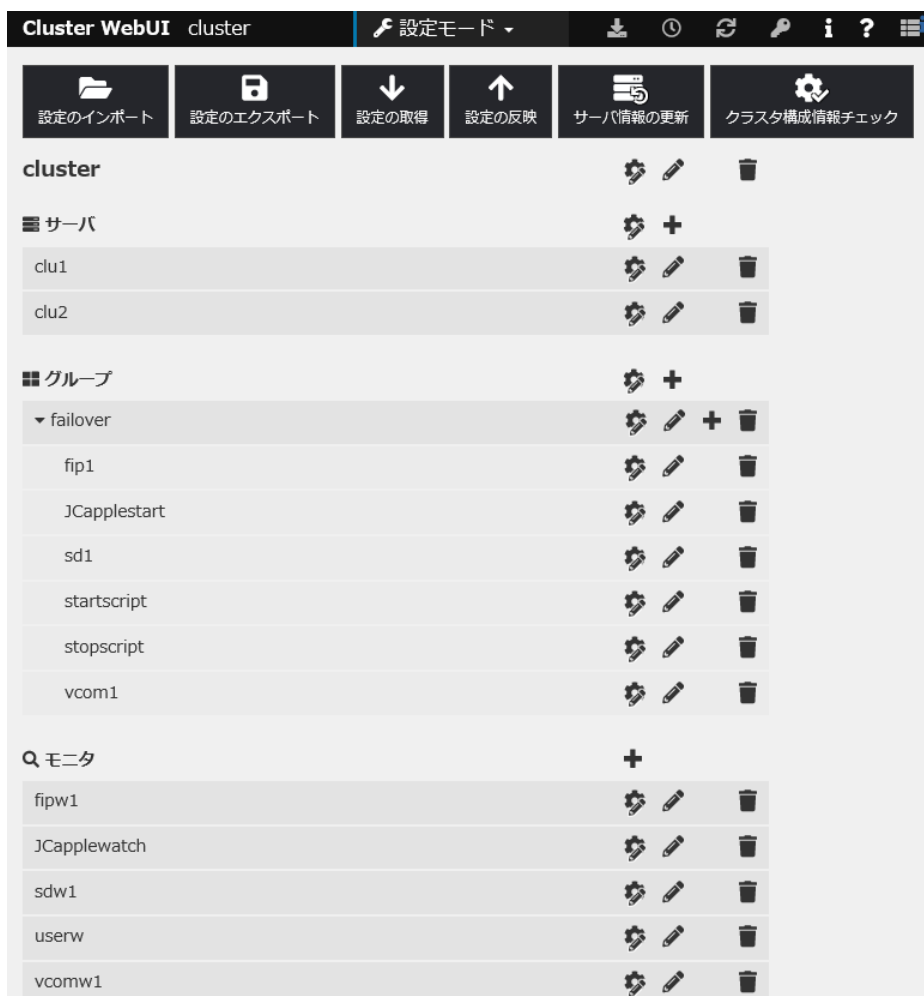 Cluster WebUI cluster 設定モード
設定のインポート 設定のエクスポート 設定の取得 設定の反映 サーバ情報の更新 クラスタ構成情報チェック
cluster
サーバ
clu1
clu2
グループ
failover
fip1
JCapplestart
sd1
startscript
stopscript
vcom1
モニタ
fipw1
JCapplewatch
sdw1
userw
vcomw1